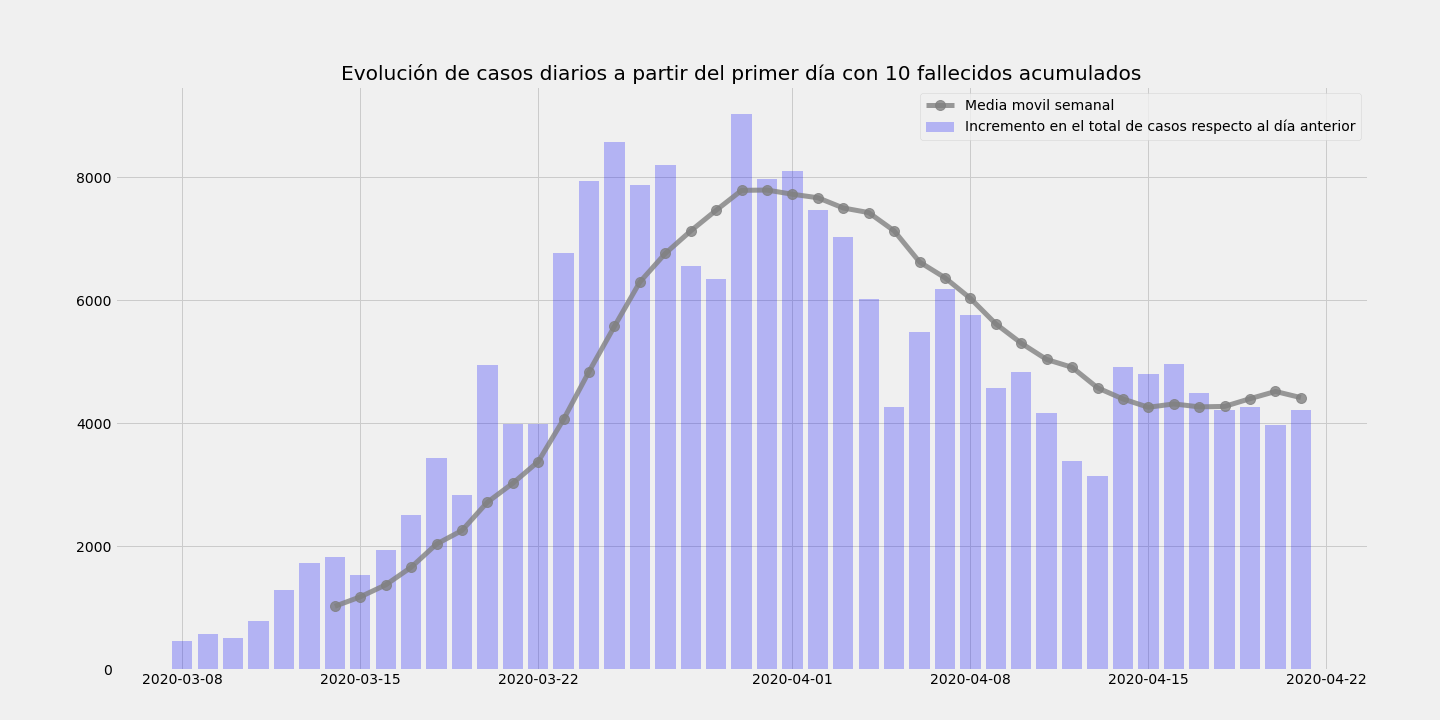 Evolución de casos diarios a partir del primer día con 10 fallecidos acumulados
Media movil semanal
Incremento en el total de casos respecto al día anterior
8000
6000
4000
2000
0
2020-03-08 2020-03-15 2020-03-22 2020-04-01 2020-04-08 2020-04-15 2020-04-22